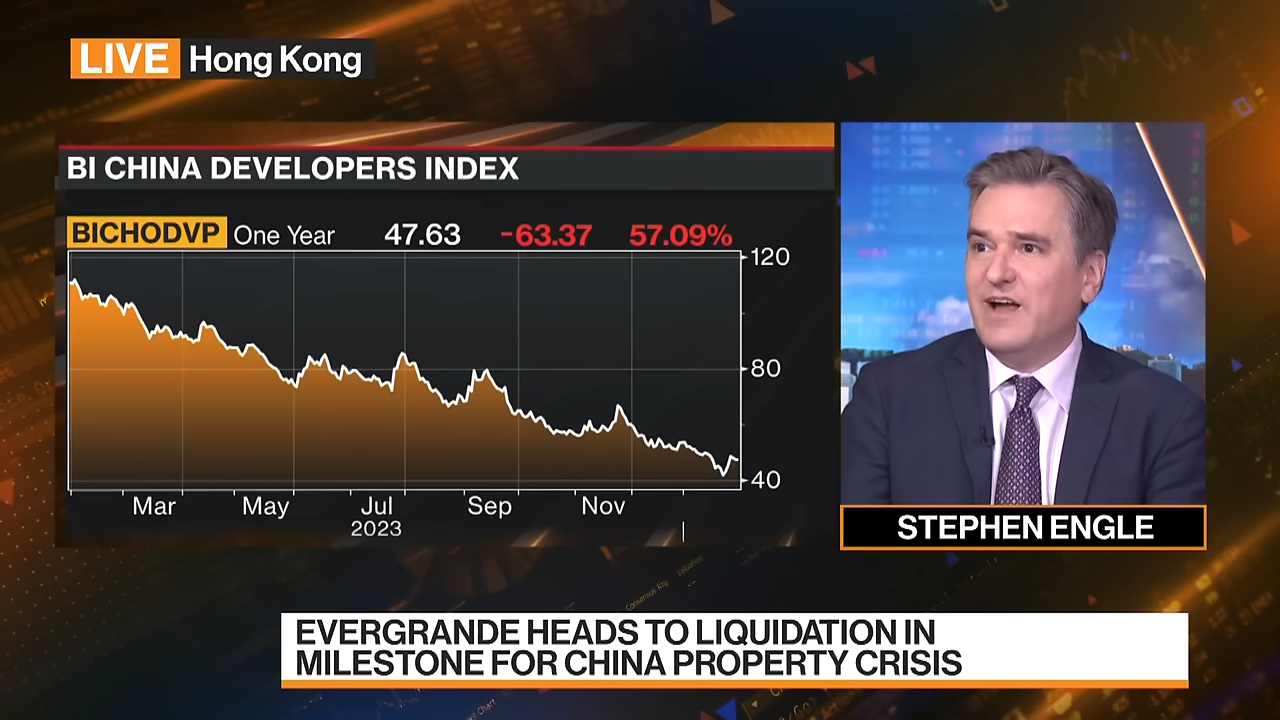 LIVE Hong Kong
BI CHINA DEVELOPERS INDEX
BICHODVP One Year 47.63 -63.37 57.09%
120
80
40
Mar May Jul Sep Nov
2023
STEPHEN ENGLE
EVERGRANDE HEADS TO LIQUIDATION IN
MILESTONE FOR CHINA PROPERTY CRISIS